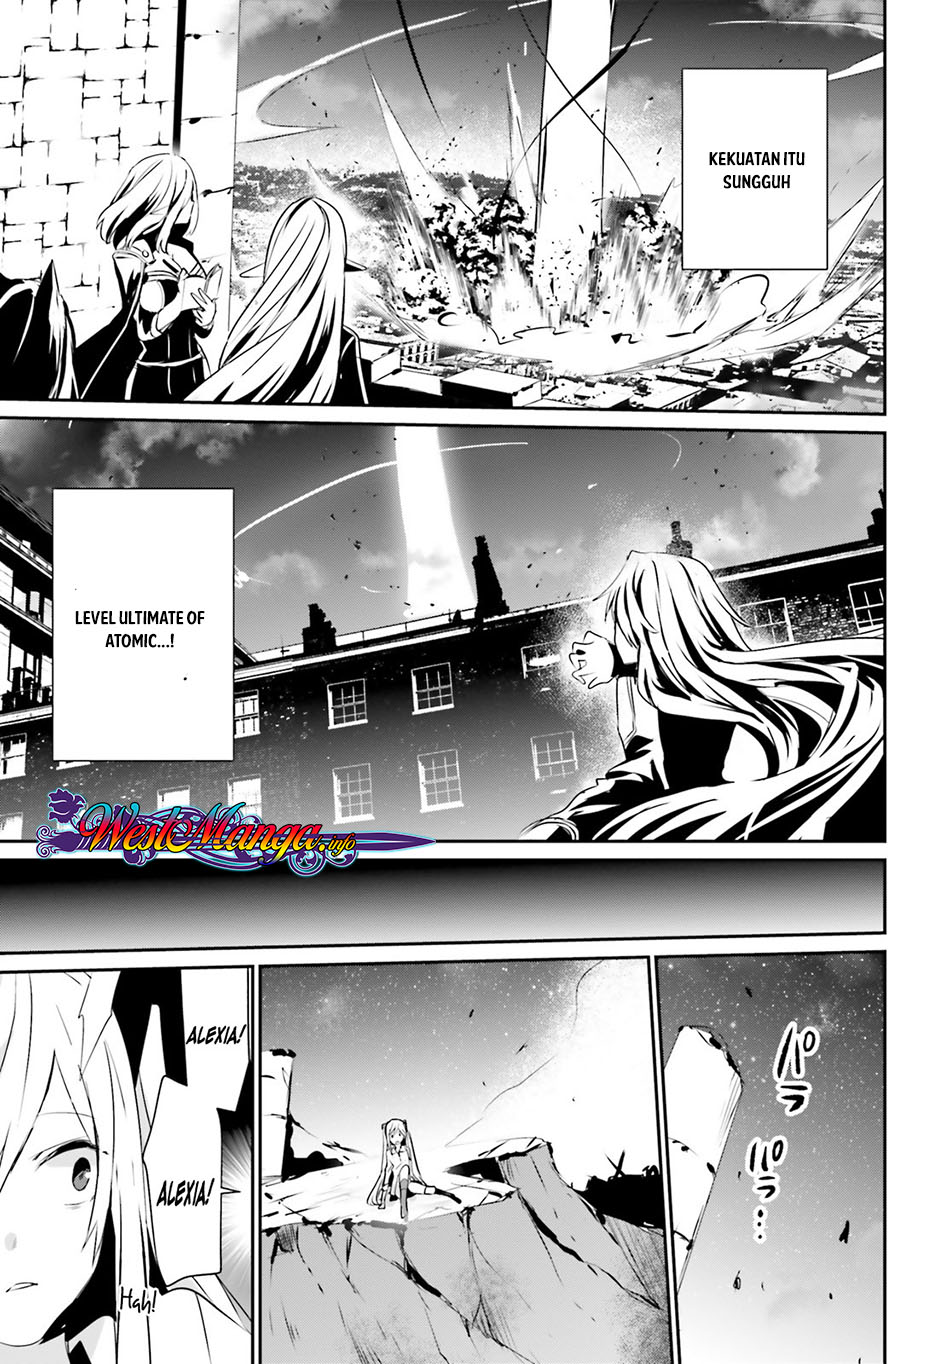 KEKUATAN ITU
SUNGGUH
LEVEL ULTIMATE OF
ATOMIC...!
WestManga.info
パラ
パラ...
ALEXIA!
ALEXIA!
Hah!